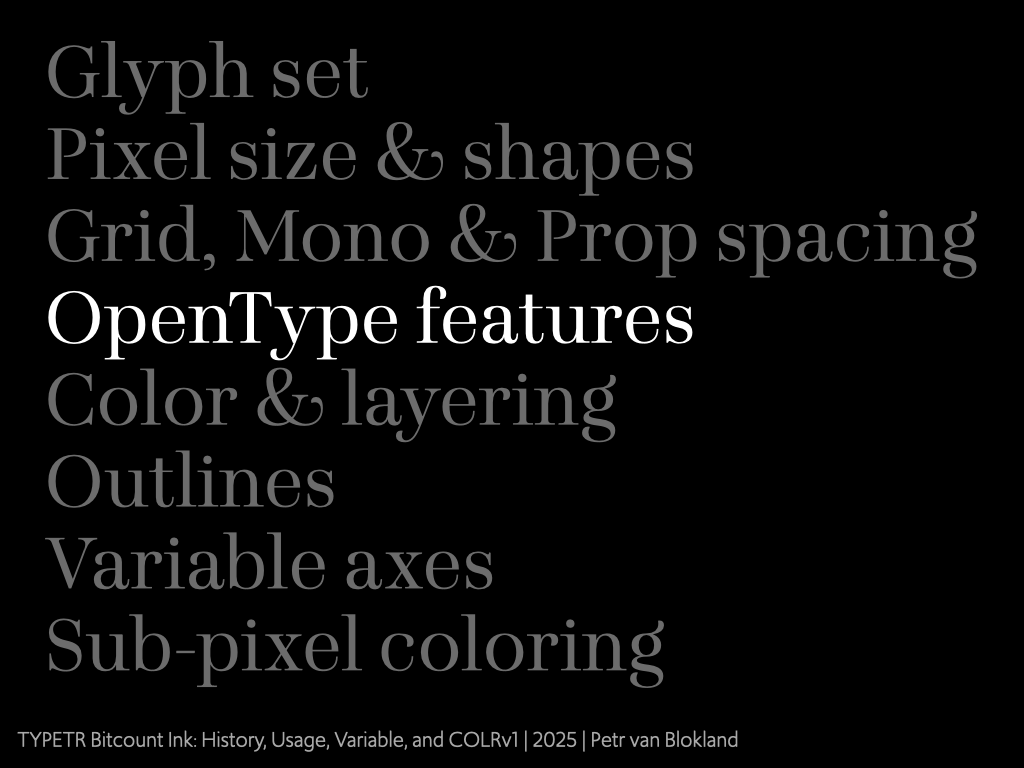 Glyph set
Pixel size & shapes
Grid, Mono & Prop spacing
OpenType features
Color & layering
Outlines
Variable axes
Sub-pixel coloring
TYPETR Bitcount Ink: History, Usage, Variable, and COLRv1 | 2025 | Petr van Blokland